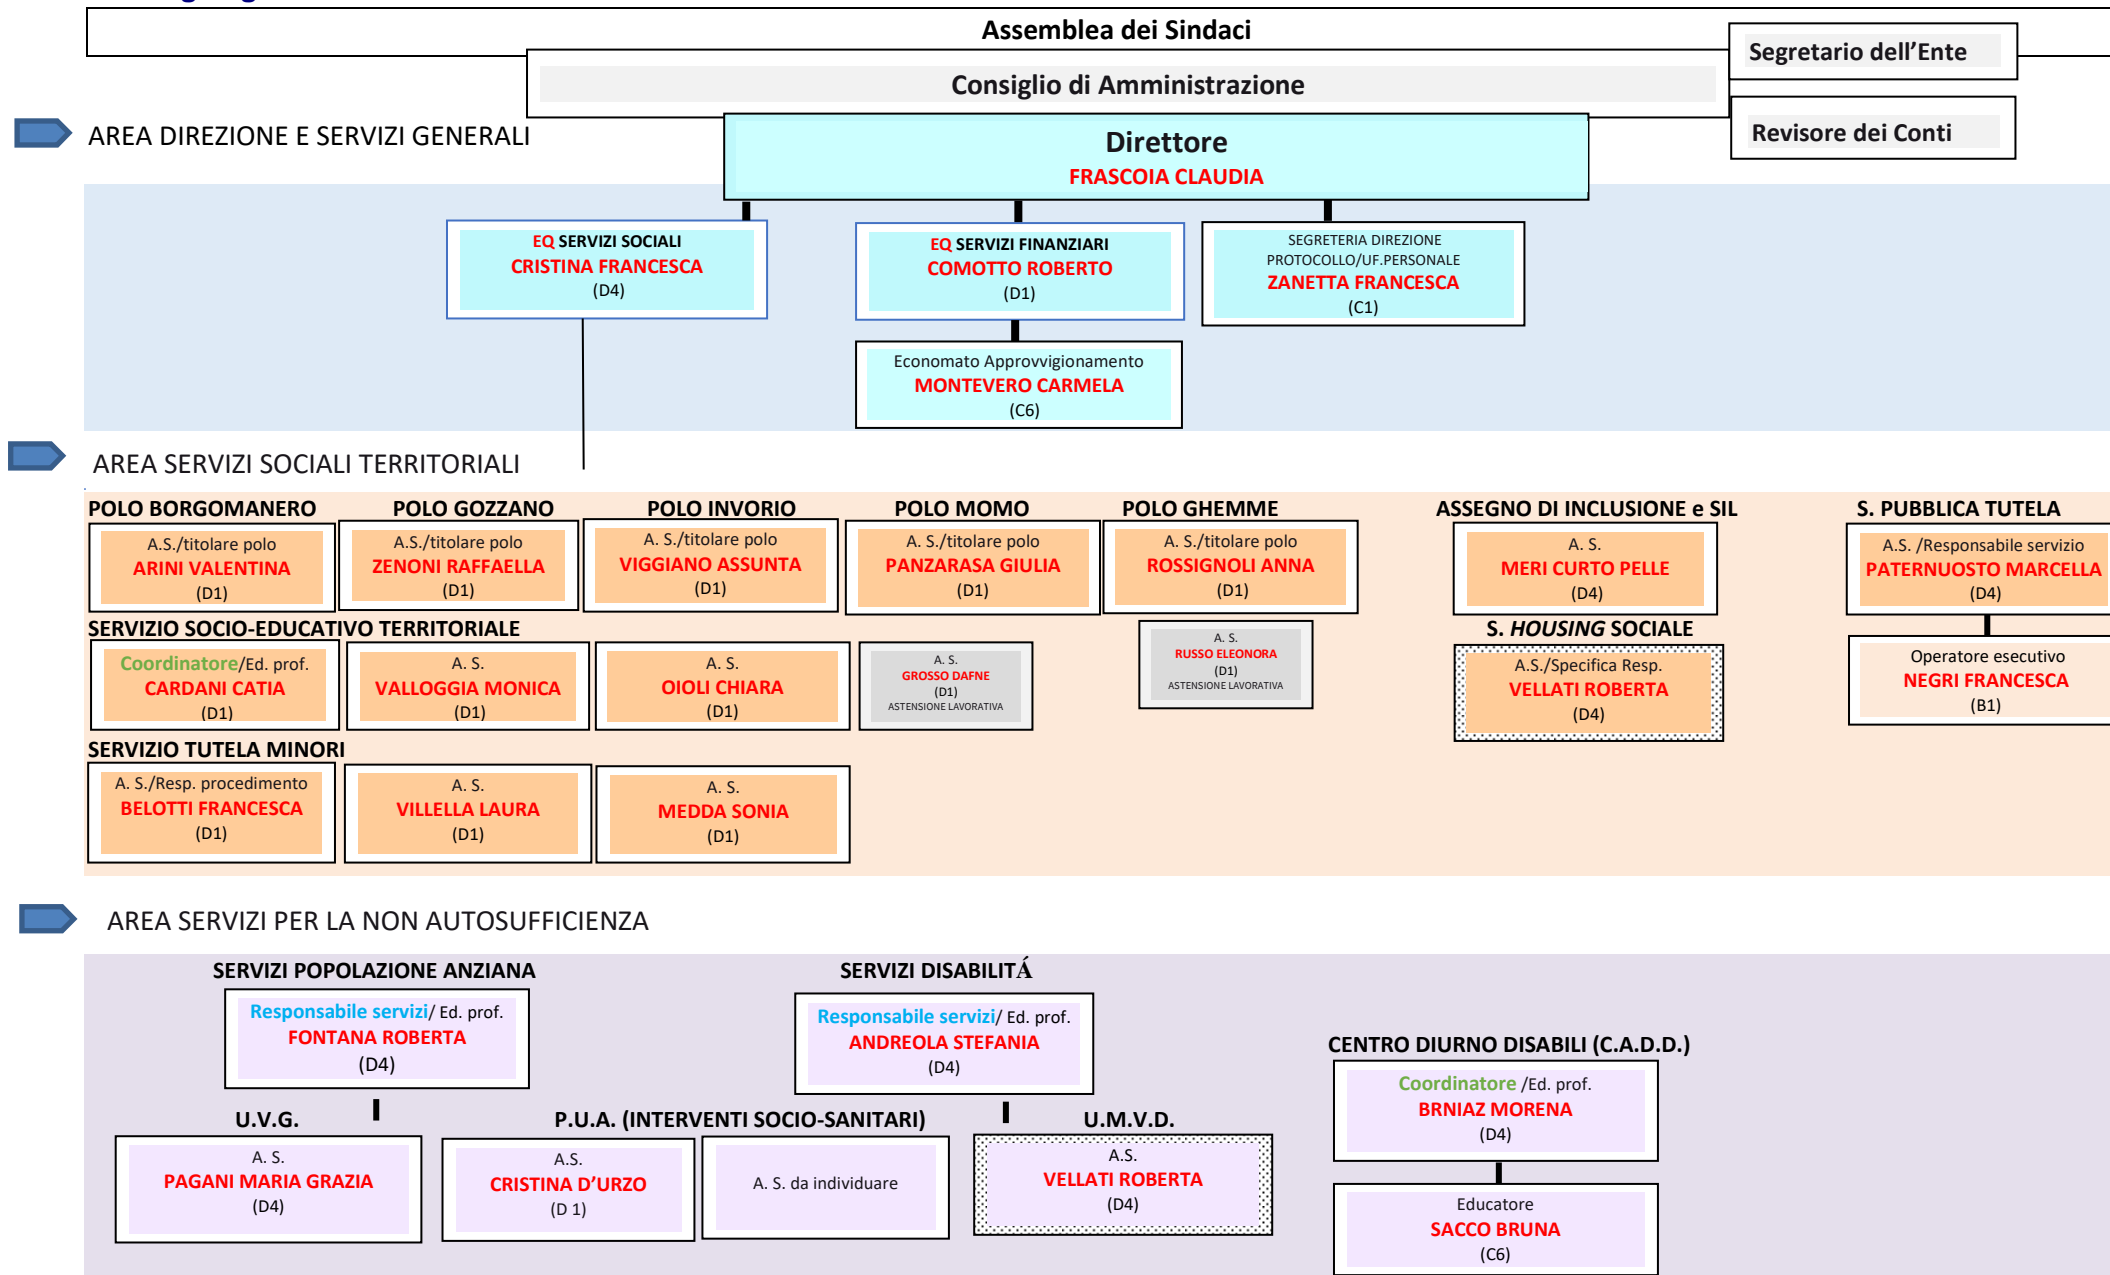 Assemblea dei Sindaci
Segretario dell’Ente
Consiglio di Amministrazione
Revisore dei Conti
AREA DIREZIONE E SERVIZI GENERALI
Direttore
FRASCOIA CLAUDIA
EQ SERVIZI SOCIALI
CRISTINA FRANCESCA
(D4)
EQ SERVIZI FINANZIARI
COMOTTO ROBERTO
(D1)
SEGRETERIA DIREZIONE
PROTOCOLLO/UF.PERSONALE
ZANETTA FRANCESCA
(C1)
Economato Approvvigionamento
MONTEVERO CARMELA
(C6)
AREA SERVIZI SOCIALI TERRITORIALI
POLO BORGOMANERO
A.S./titolare polo
ARINI VALENTINA
(D1)
POLO GOZZANO
A.S./titolare polo
ZENONI RAFFAELLA
(D1)
POLO INVORIO
A. S./titolare polo
VIGGIANO ASSUNTA
(D1)
POLO MOMO
A. S./titolare polo
PANZARASA GIULIA
(D1)
POLO GHEMME
A. S./titolare polo
ROSSIGNOLI ANNA
(D1)
ASSEGNO DI INCLUSIONE e SIL
A. S.
MERI CURTO PELLE
(D4)
S. PUBBLICA TUTELA
A.S. /Responsabile servizio
PATERNUOSTO MARCELLA
(D4)
SERVIZIO SOCIO-EDUCATIVO TERRITORIALE
Coordinatore/Ed. prof.
CARDANI CATIA
(D1)
A. S.
VALLOGGIA MONICA
(D1)
A. S.
OIOLI CHIARA
(D1)
A. S.
GROSSO DAFNE
(D1)
ASTENSIONE LAVORATIVA
A. S.
RUSSO ELEONORA
(D1)
ASTENSIONE LAVORATIVA
S. HOUSING SOCIALE
A.S./Specifica Resp.
VELLATI ROBERTA
(D4)
Operatore esecutivo
NEGRI FRANCESCA
(B1)
SERVIZIO TUTELA MINORI
A. S./Resp. procedimento
BELOTTI FRANCESCA
(D1)
A. S.
VILLELLA LAURA
(D1)
A. S.
MEDDA SONIA
(D1)
AREA SERVIZI PER LA NON AUTOSUFFICIENZA
SERVIZI POPOLAZIONE ANZIANA
Responsabile servizi/ Ed. prof.
FONTANA ROBERTA
(D4)
SERVIZI DISABILITÁ
Responsabile servizi/ Ed. prof.
ANDREOLA STEFANIA
(D4)
CENTRO DIURNO DISABILI (C.A.D.D.)
Coordinatore /Ed. prof.
BRNIAZ MORENA
(D4)
U.V.G.
A. S.
PAGANI MARIA GRAZIA
(D4)
P.U.A. (INTERVENTI SOCIO-SANITARI)
A.S.
CRISTINA D’URZO
(D 1)
A. S. da individuare
U.M.V.D.
A.S.
VELLATI ROBERTA
(D4)
Educatore
SACCO BRUNA
(C6)